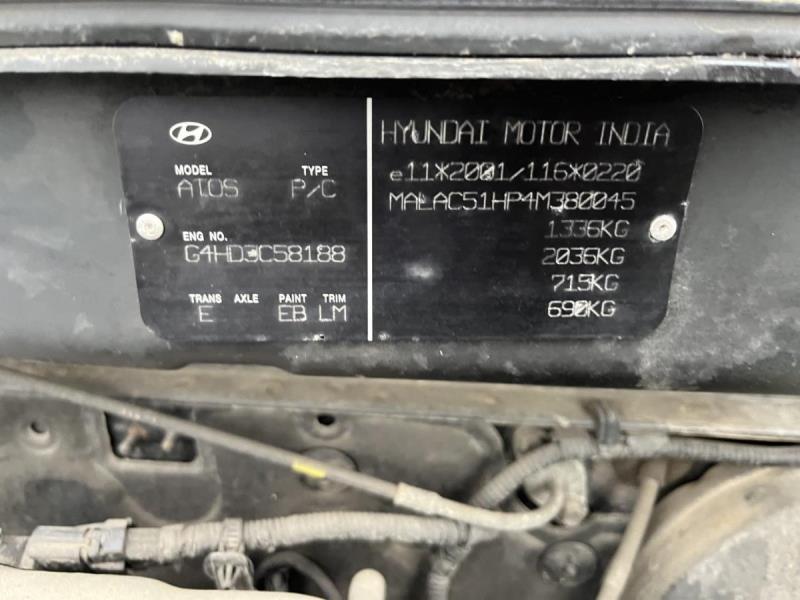 MODEL TYPE
ATOS P/C
ENG NO.
G4HD3C58188
TRANS AXLE PAINT TRIM
E EB LM
HYUNDAI MOTOR INDIA
e11*2001/116*0220
MALAC51HP4M380045
1336KG
2036KG
715KG
690KG